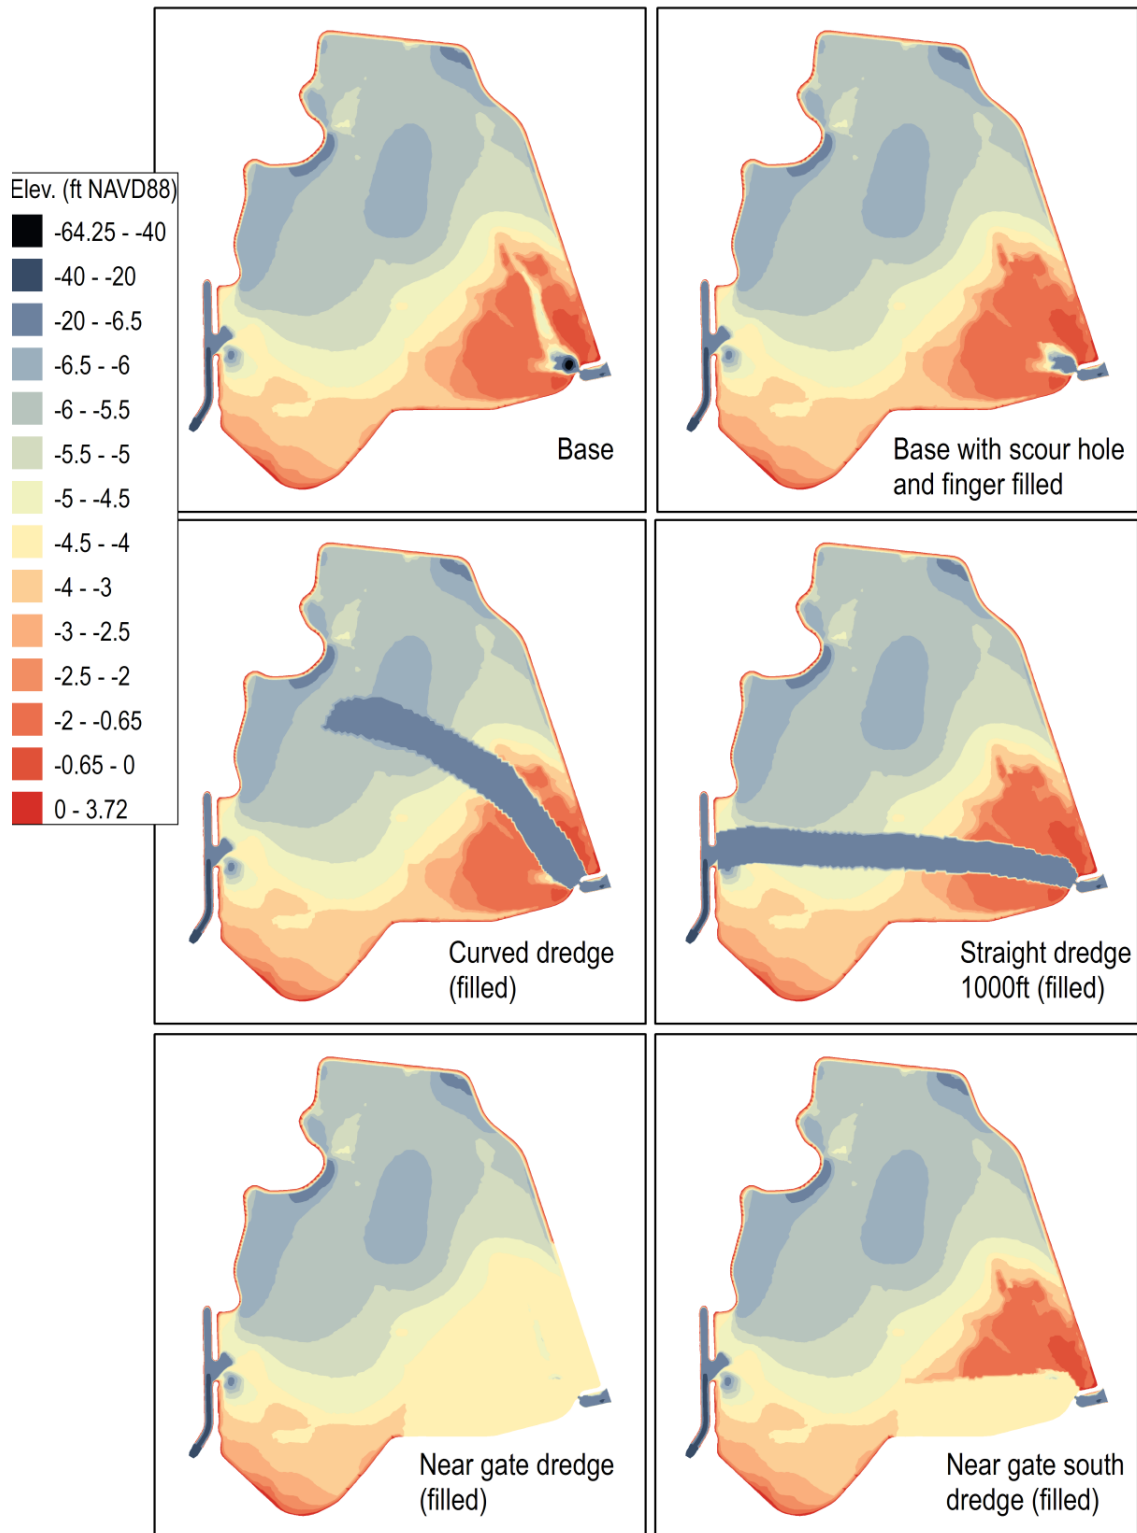 Elev. (ft NAVD88)
-64.25 - -40
-40 - -20
-20 - -6.5
-6.5 - -6
-6 - -5.5
-5.5 - -5
-5 - -4.5
-4.5 - -4
-4 - -3
-3 - -2.5
-2.5 - -2
-2 - -0.65
-0.65 - 0
0 - 3.72
Base
Base with scour hole
and finger filled
Curved dredge
(filled)
Straight dredge
1000ft (filled)
Near gate dredge
(filled)
Near gate south
dredge (filled)